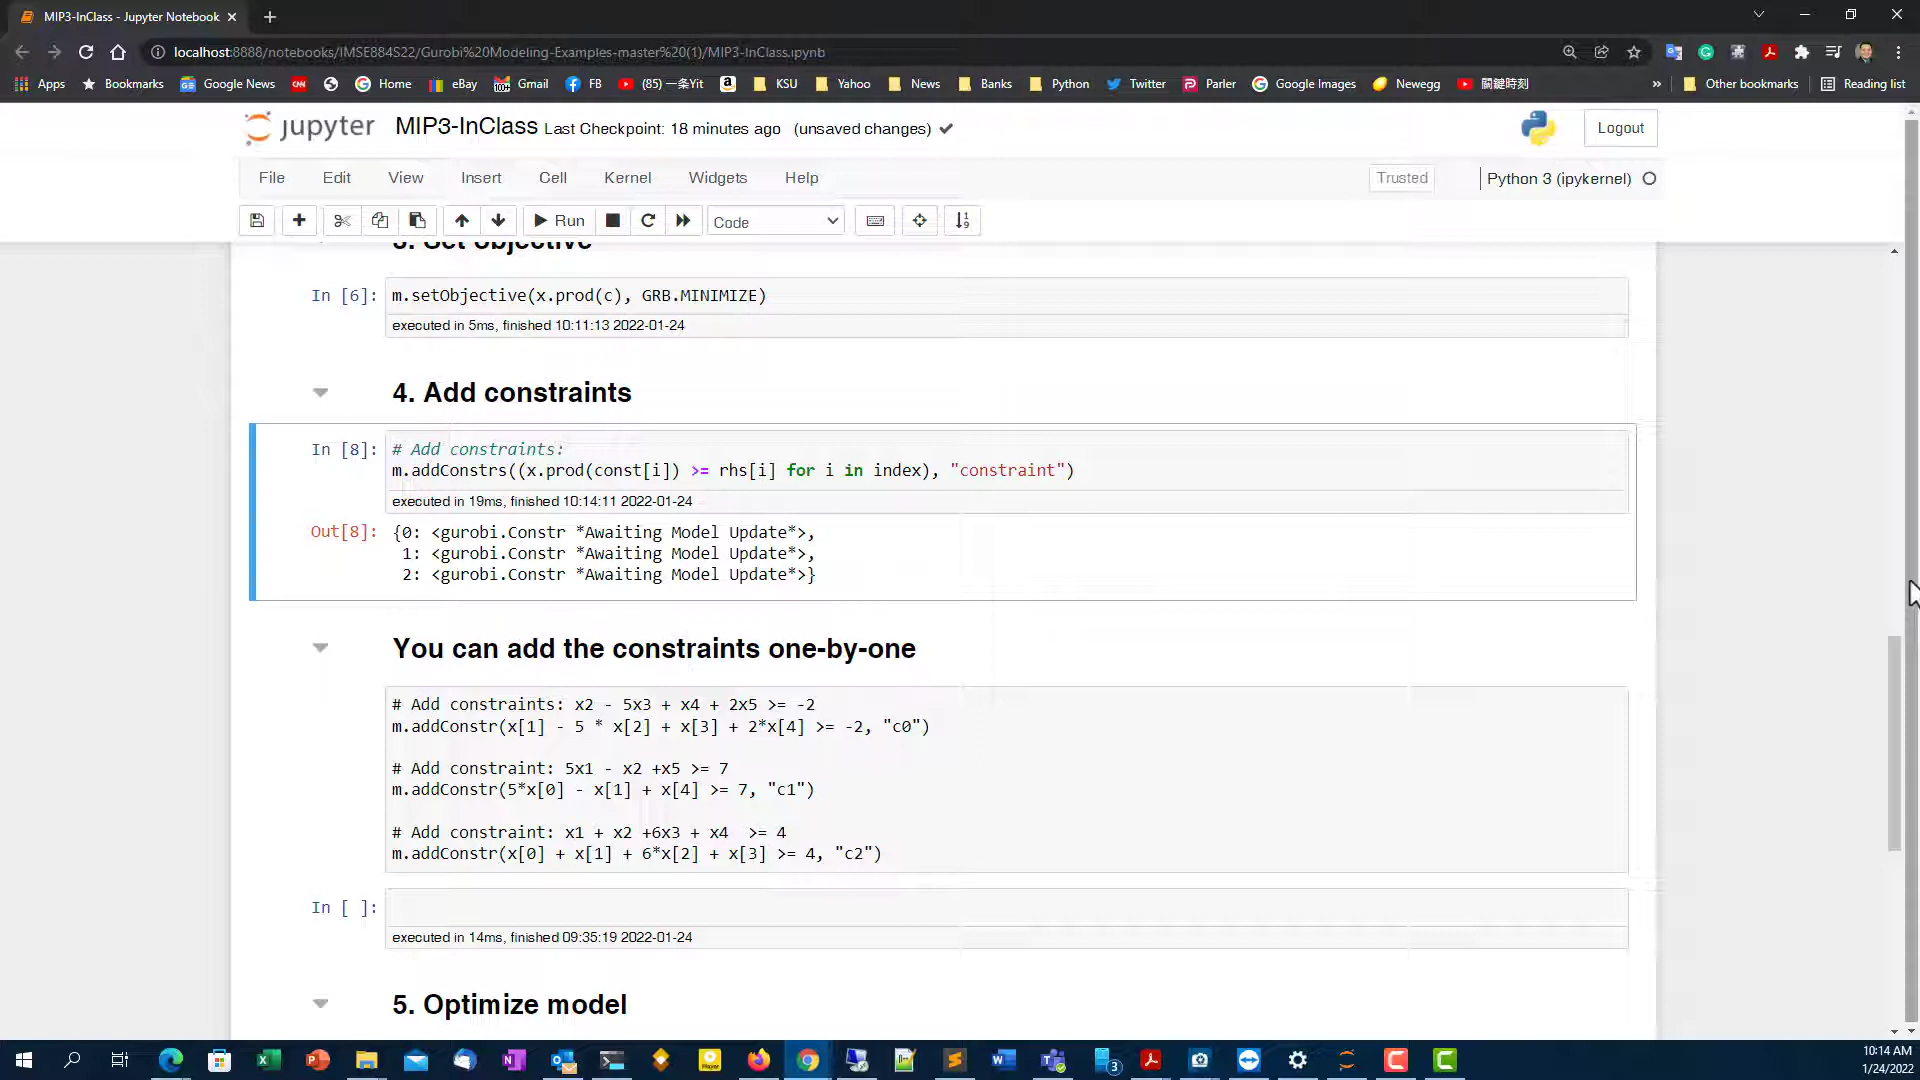 MIP3-InClass - Jupyter Notebook
localhost:8888/notebooks/IMSE884S22/Gurobi%20Modeling-Examples-master%20(1)/MIP3-InClass.ipynb
Apps Bookmarks Google News CNN Home eBay Gmail FB (85) 一条Yit KSU Yahoo News Banks Python Twitter Parler Google Images Newegg 關鍵時刻 » Other bookmarks Reading list
jupyter MIP3-InClass Last Checkpoint: 18 minutes ago (unsaved changes) Logout
File Edit View Insert Cell Kernel Widgets Help Trusted Python 3 (ipykernel)
Run Code
3. Set objective
In [6]: m.setObjective(x.prod(c), GRB.MINIMIZE)
executed in 5ms, finished 10:11:13 2022-01-24
4. Add constraints
In [8]: # Add constraints:
m.addConstrs((x.prod(const[i]) >= rhs[i] for i in index), "constraint")
executed in 19ms, finished 10:14:11 2022-01-24
Out[8]: {0: <gurobi.Constr *Awaiting Model Update*>,
1: <gurobi.Constr *Awaiting Model Update*>,
2: <gurobi.Constr *Awaiting Model Update*>}
You can add the constraints one-by-one
# Add constraints: x2 - 5x3 + x4 + 2x5 >= -2
m.addConstr(x[1] - 5 * x[2] + x[3] + 2*x[4] >= -2, "c0")
# Add constraint: 5x1 - x2 +x5 >= 7
m.addConstr(5*x[0] - x[1] + x[4] >= 7, "c1")
# Add constraint: x1 + x2 +6x3 + x4  >= 4
m.addConstr(x[0] + x[1] + 6*x[2] + x[3] >= 4, "c2")
In [ ]:
executed in 14ms, finished 09:35:19 2022-01-24
5. Optimize model
10:14 AM
1/24/2022